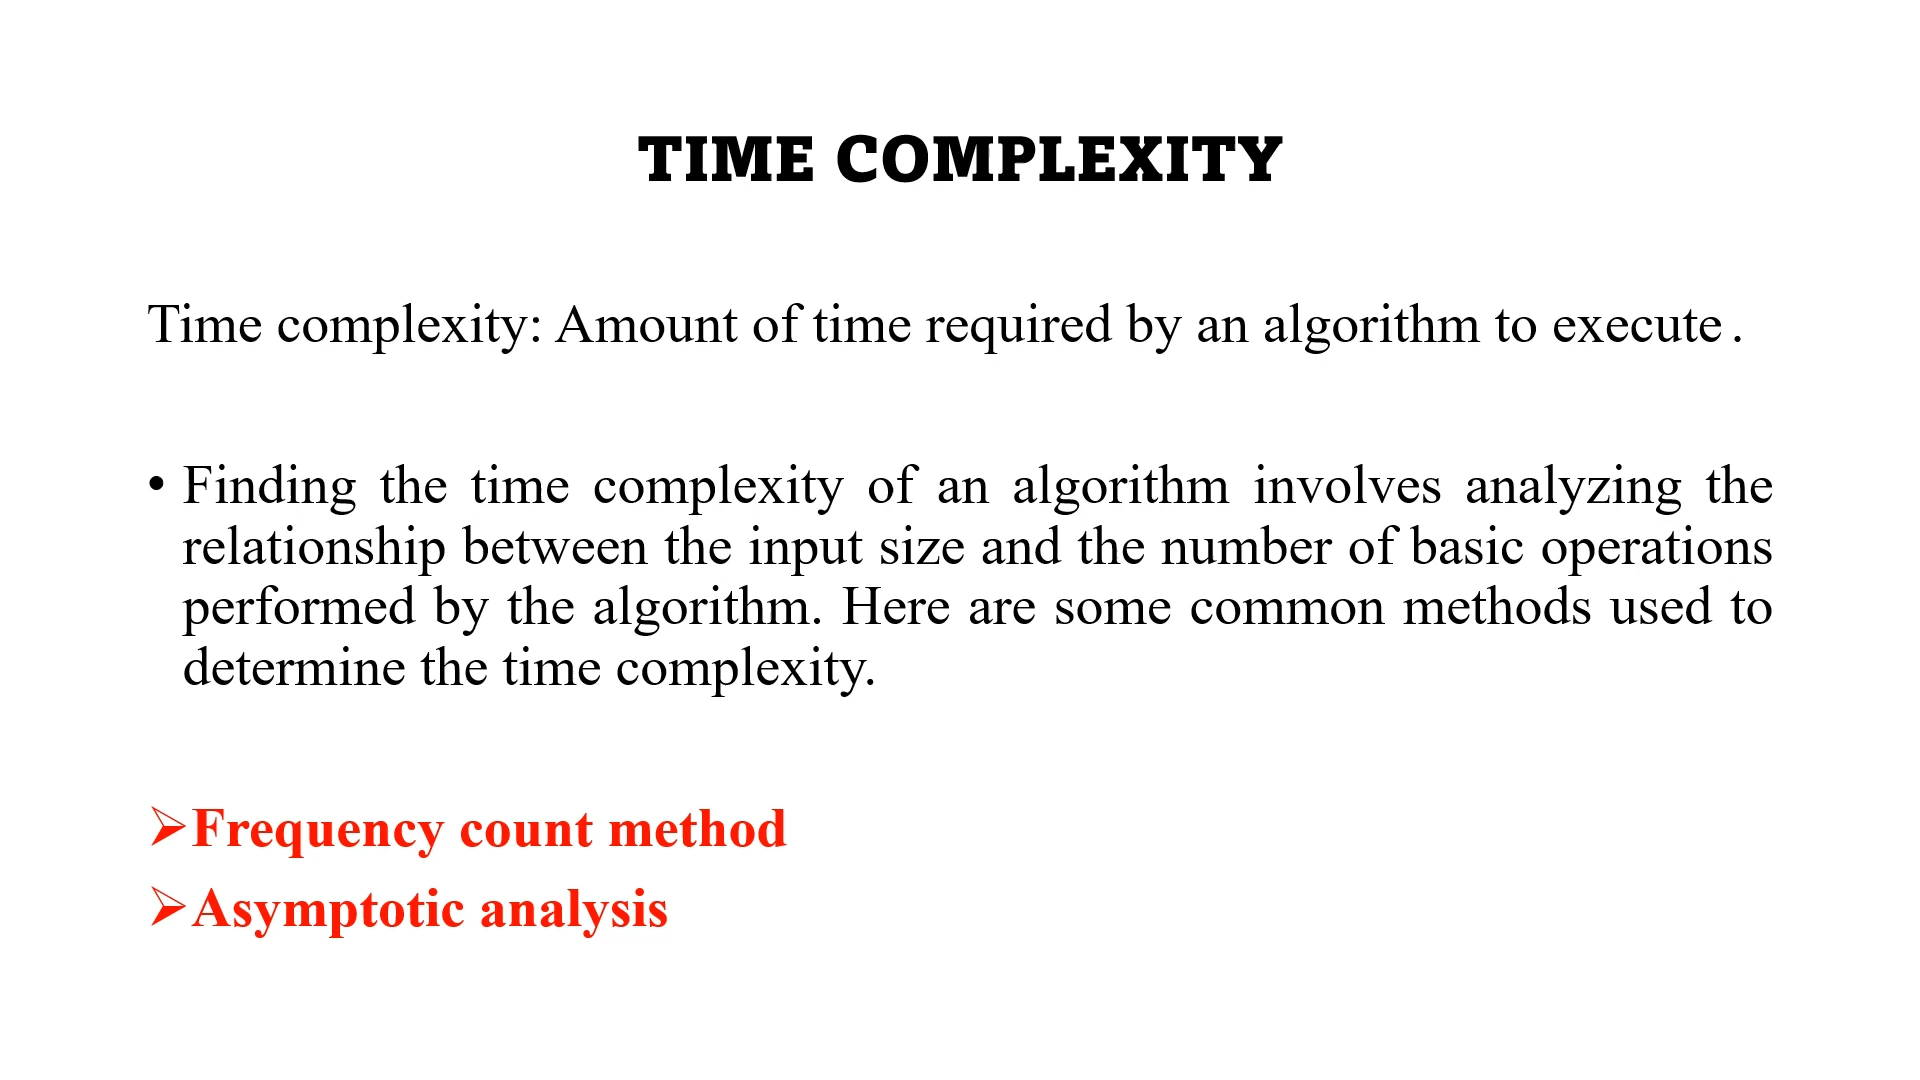 TIME COMPLEXITY
Time complexity: Amount of time required by an algorithm to execute .
• Finding the time complexity of an algorithm involves analyzing the
relationship between the input size and the number of basic operations
performed by the algorithm. Here are some common methods used to
determine the time complexity.
➢Frequency count method
➢Asymptotic analysis